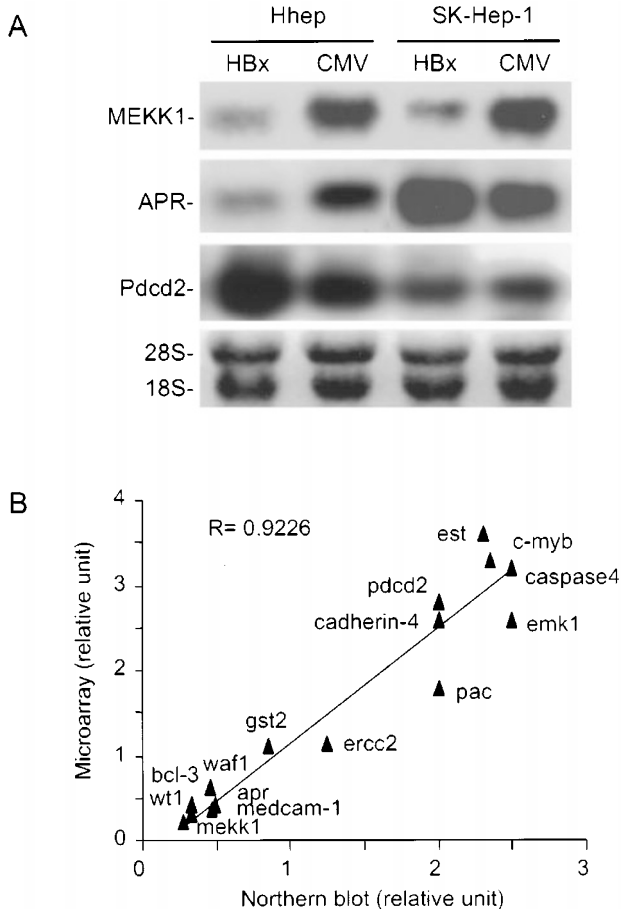 A
Hhep SK-Hep-1
HBx CMV HBx CMV
MEKK1-
APR-
Pdcd2-
28S-
18S-
B
4
R= 0.9226
est
c-myb
3
caspase4
pdcd2
cadherin-4
emk1
2
pac
gst2
1
ercc2
waf1
bcl-3
apr
wt1
medcam-1
mekk1
0
0 1 2 3
Microarray (relative unit)
Northern blot (relative unit)